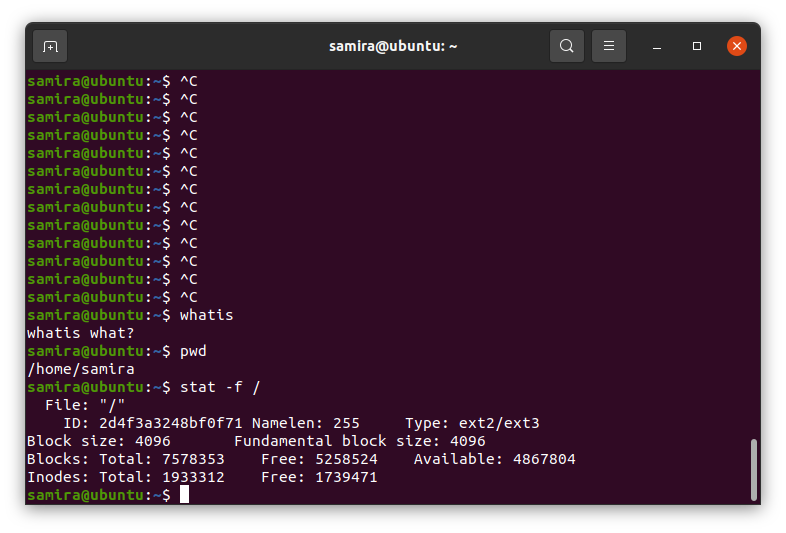 samira@ubuntu: ~
samira@ubuntu:~$ ^C
samira@ubuntu:~$ ^C
samira@ubuntu:~$ ^C
samira@ubuntu:~$ ^C
samira@ubuntu:~$ ^C
samira@ubuntu:~$ ^C
samira@ubuntu:~$ ^C
samira@ubuntu:~$ ^C
samira@ubuntu:~$ ^C
samira@ubuntu:~$ ^C
samira@ubuntu:~$ ^C
samira@ubuntu:~$ ^C
samira@ubuntu:~$ ^C
samira@ubuntu:~$ whatis
whatis what?
samira@ubuntu:~$ pwd
/home/samira
samira@ubuntu:~$ stat -f /
  File: "/"
    ID: 2d4f3a3248bf0f71 Namelen: 255     Type: ext2/ext3
Block size: 4096       Fundamental block size: 4096
Blocks: Total: 7578353    Free: 5258524    Available: 4867804
Inodes: Total: 1933312    Free: 1739471
samira@ubuntu:~$